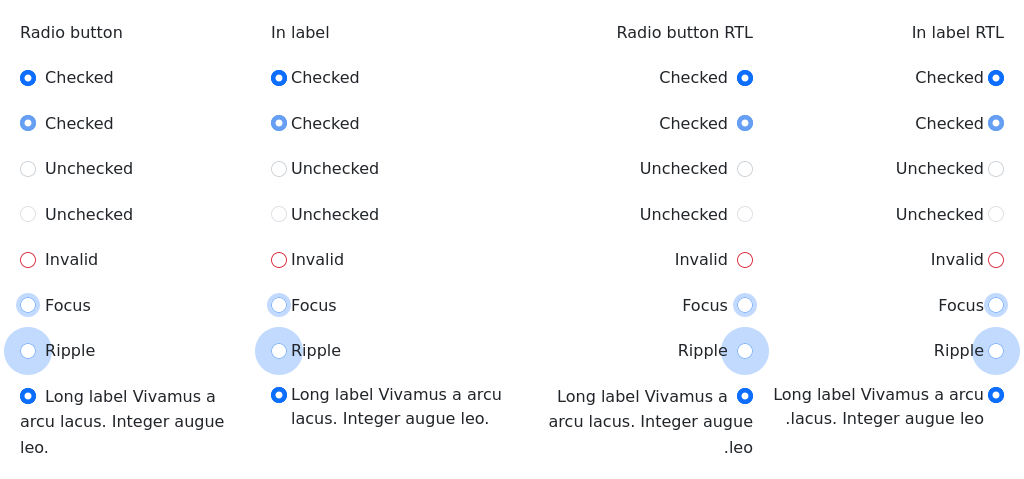 Radio button
Checked
Checked
Unchecked
Unchecked
Invalid
Focus
Ripple
Long label Vivamus a
arcu lacus. Integer augue
leo.
In label
Checked
Checked
Unchecked
Unchecked
Invalid
Focus
Ripple
Long label Vivamus a arcu
lacus. Integer augue leo.
Radio button RTL
Checked
Checked
Unchecked
Unchecked
Invalid
Focus
Ripple
Long label Vivamus a
arcu lacus. Integer augue
.leo
In label RTL
Checked
Checked
Unchecked
Unchecked
Invalid
Focus
Ripple
Long label Vivamus a arcu
.lacus. Integer augue leo